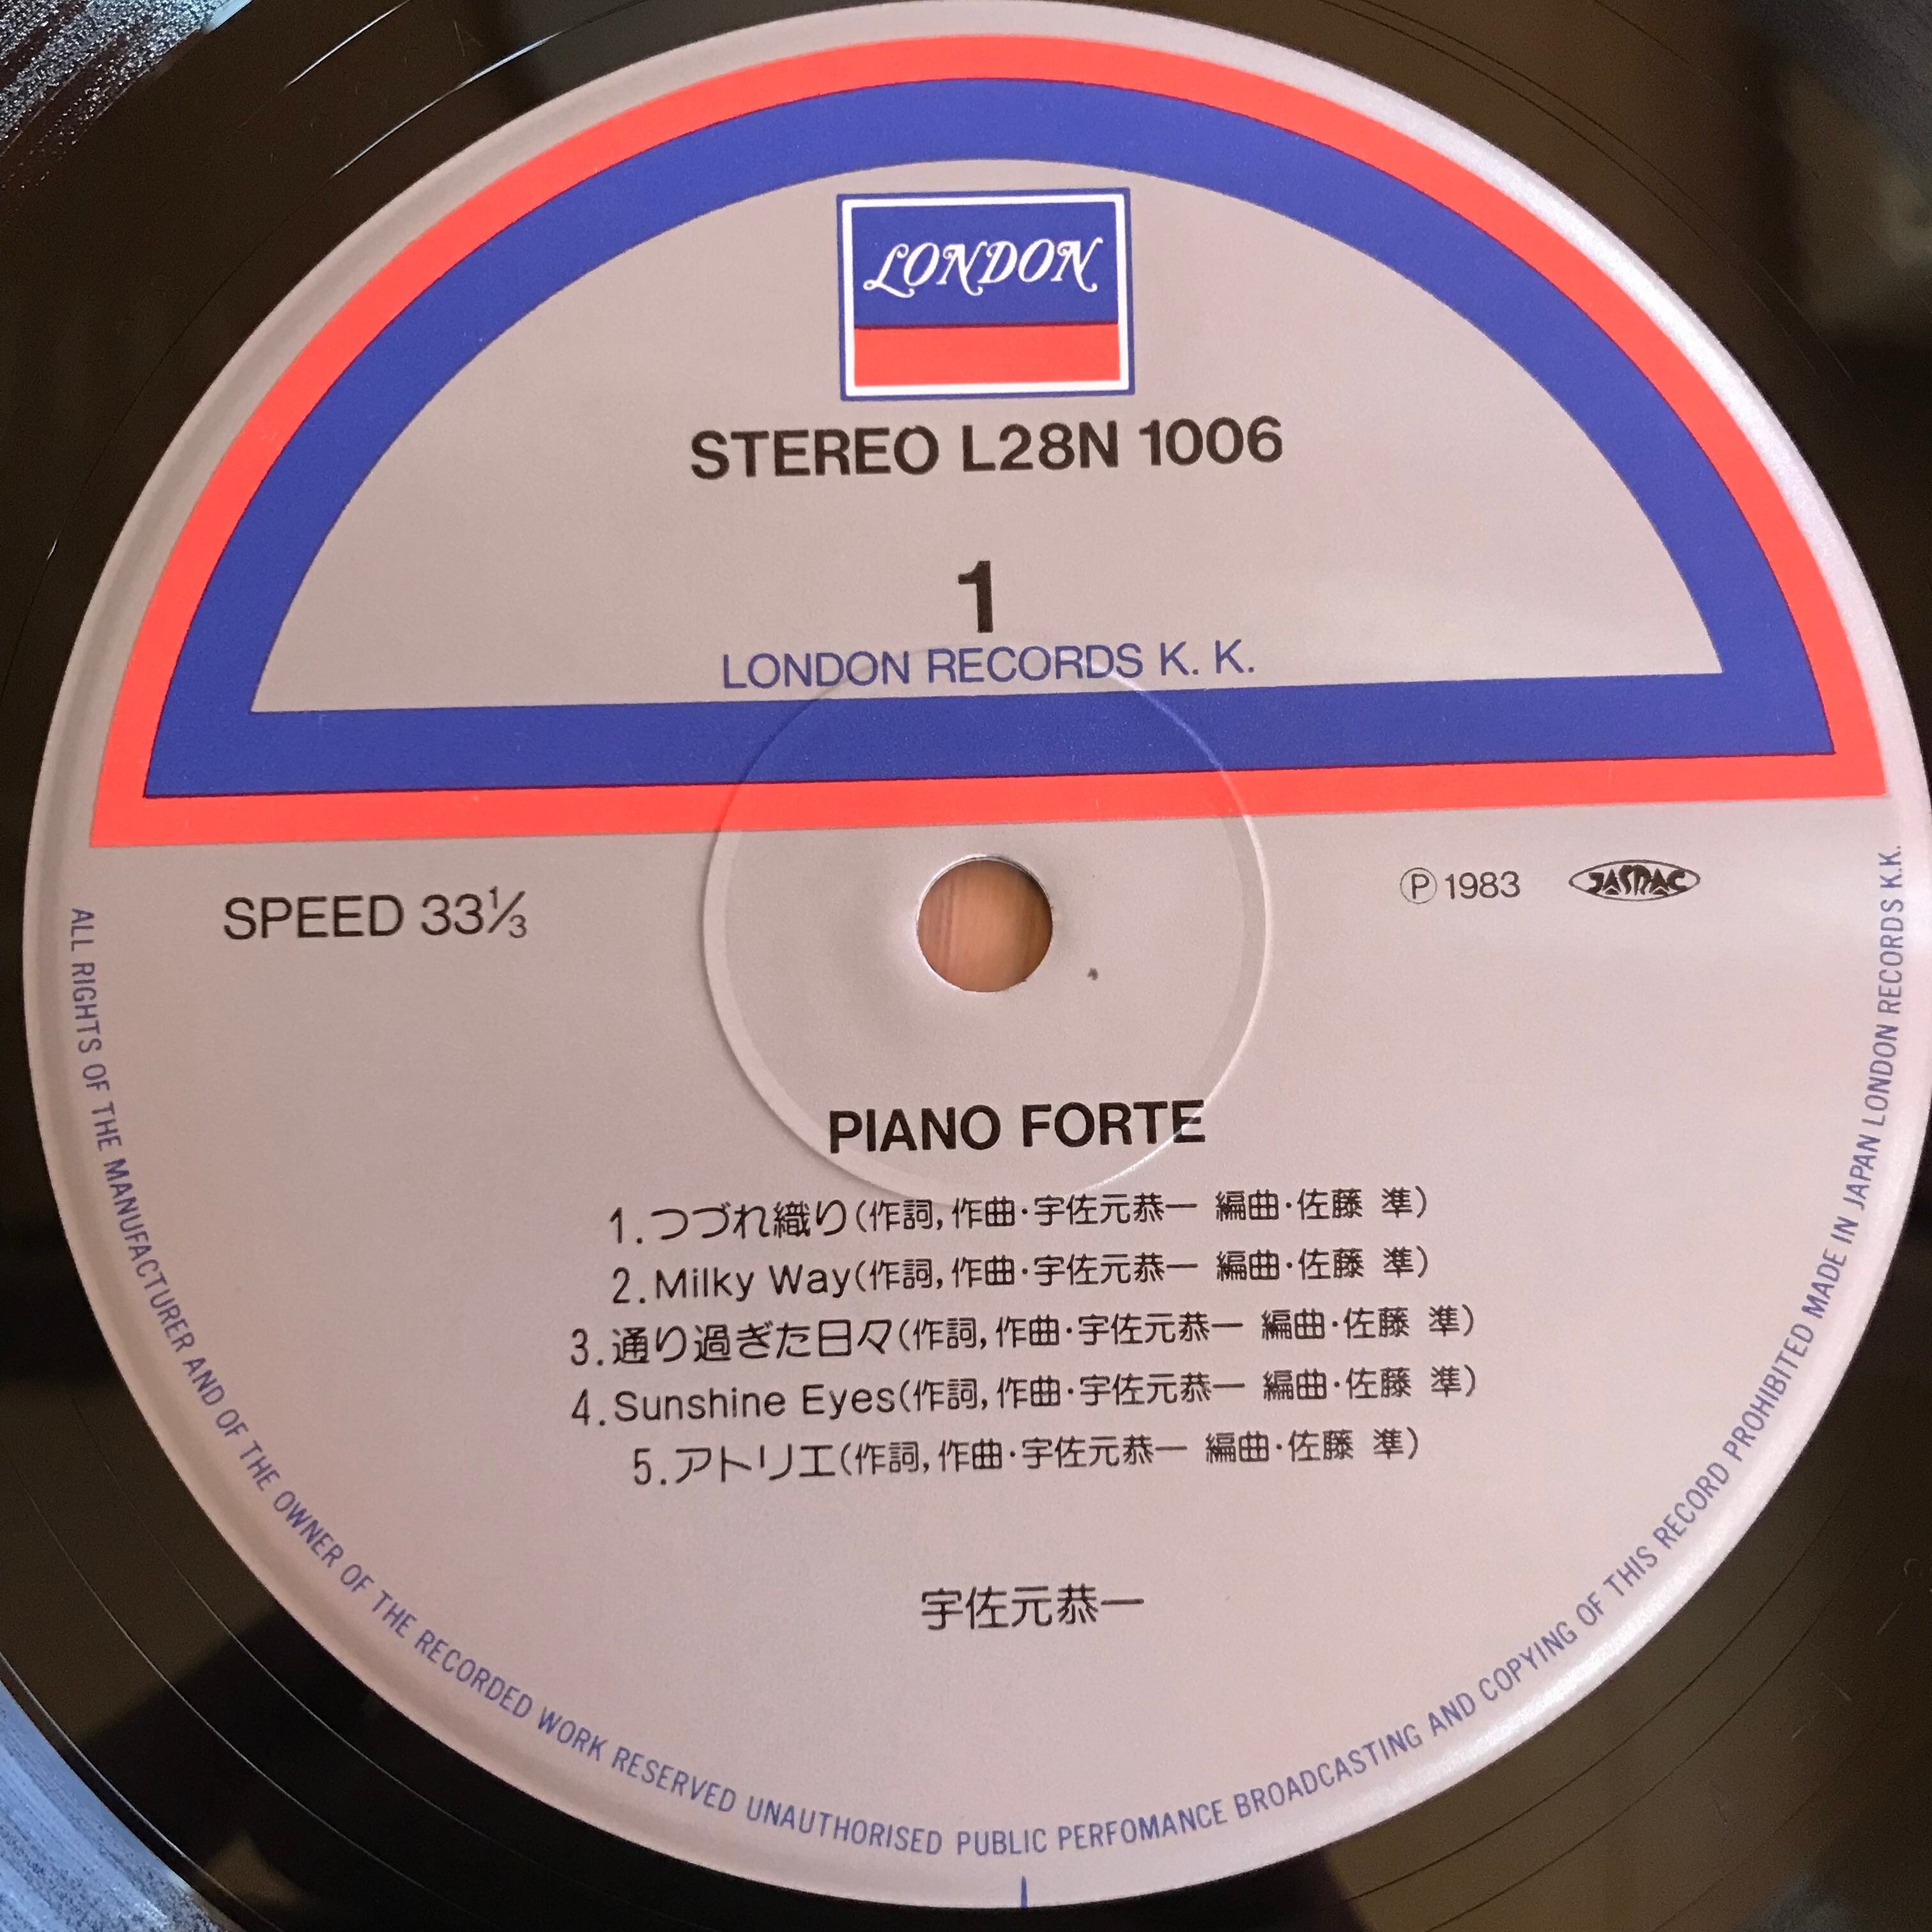 LONDON
STEREO L28N 1006
1
LONDON RECORDS K. K.
SPEED 33⅓
Ⓟ1983 JASRAC
PIANO FORTE
1.つづれ織り(作詞,作曲·宇佐元恭一 編曲·佐藤 準)
2.Milky Way(作詞,作曲·宇佐元恭一 編曲·佐藤 準)
3.通り過ぎた日々(作詞,作曲·宇佐元恭一 編曲·佐藤 準)
4.Sunshine Eyes(作詞,作曲·宇佐元恭一 編曲·佐藤 準)
5.アトリエ(作詞,作曲·宇佐元恭一 編曲·佐藤 準)
宇佐元恭一
ALL RIGHTS OF THE MANUFACTURER AND OF THE OWNER OF THE RECORDED WORK RESERVED UNAUTHORISED PUBLIC PERFOMANCE BROADCASTING AND COPYING OF THIS RECORD PROHIBITED MADE IN JAPAN LONDON RECORDS K.K.